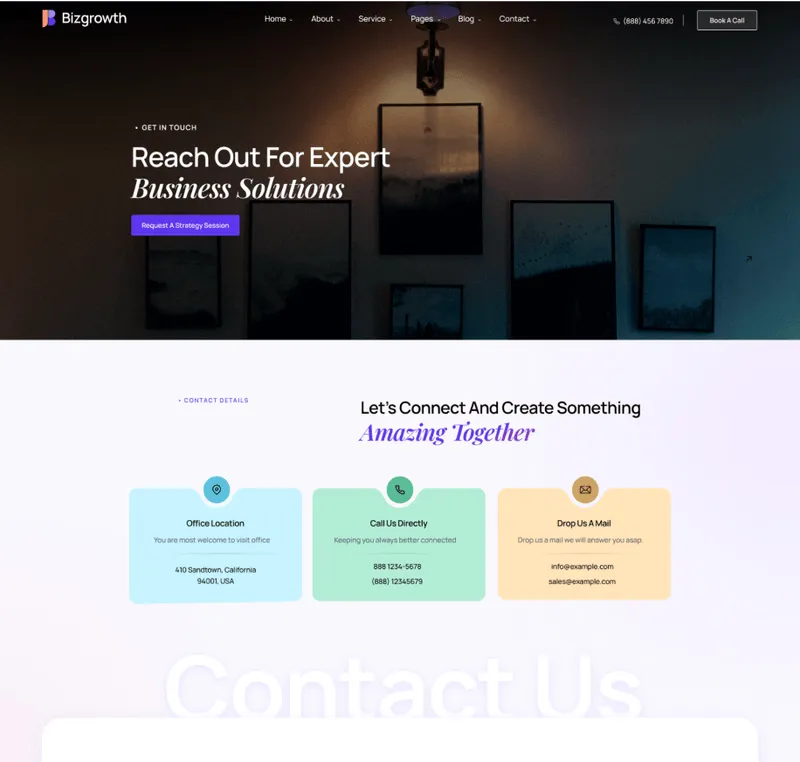 Bizgrowth
Home About Service Pages Blog Contact
(888) 456 7890
Book A Call
• GET IN TOUCH
Reach Out For Expert
Business Solutions
Request A Strategy Session
• CONTACT DETAILS
Let's Connect And Create Something
Amazing Together
Office Location
You are most welcome to visit office
410 Sandtown, California
94001, USA
Call Us Directly
Keeping you always better connected
888 1234-5678
(888) 12345679
Drop Us A Mail
Drop us a mail we will answer you asap.
info@example.com
sales@example.com
Contact Us